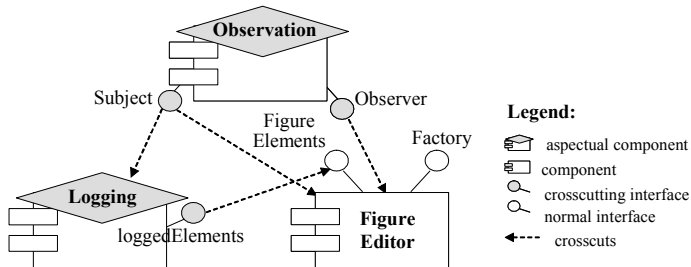 Observation
Subject
Observer
Figure
Elements
Factory
Logging
loggedElements
Figure
Editor
Legend:
aspectual component
component
crosscutting interface
normal interface
crosscuts